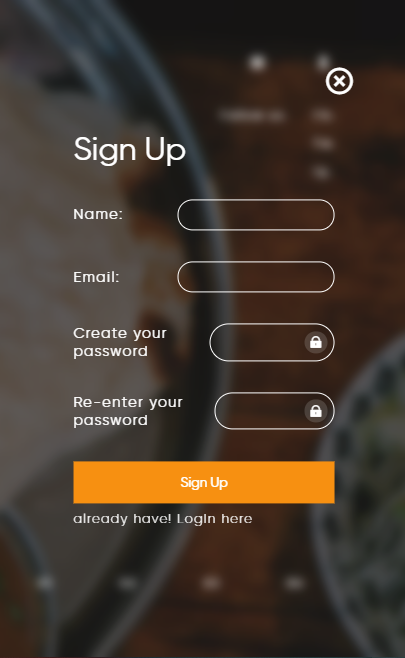 Sign Up
Name:
Email:
Create your
password
Re-enter your
password
Sign Up
already have! Login here